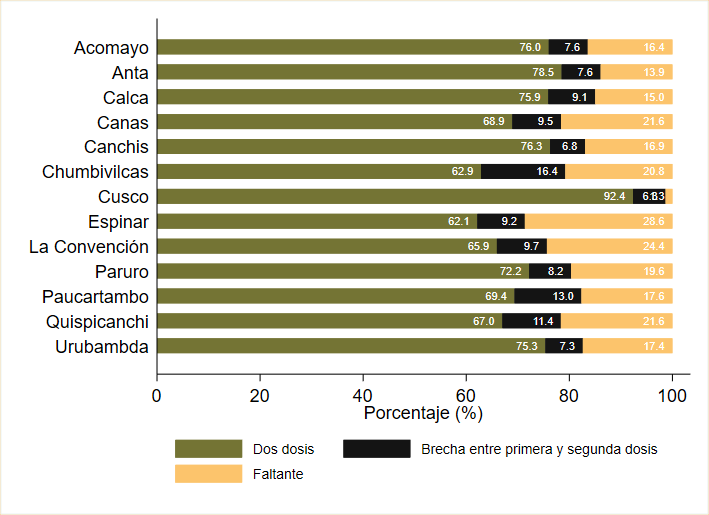 Acomayo 76.0 7.6 16.4
Anta 78.5 7.6 13.9
Calca 75.9 9.1 15.0
Canas 68.9 9.5 21.6
Canchis 76.3 6.8 16.9
Chumbivilcas 62.9 16.4 20.8
Cusco 92.4
Espinar 62.1 9.2 28.6
La Convención 65.9 9.7 24.4
Paruro 72.2 8.2 19.6
Paucartambo 69.4 13.0 17.6
Quispicanchi 67.0 11.4 21.6
Urubambda 75.3 7.3 17.4
0 20 40 60 80 100
Porcentaje (%)
Dos dosis Brecha entre primera y segunda dosis
Faltante